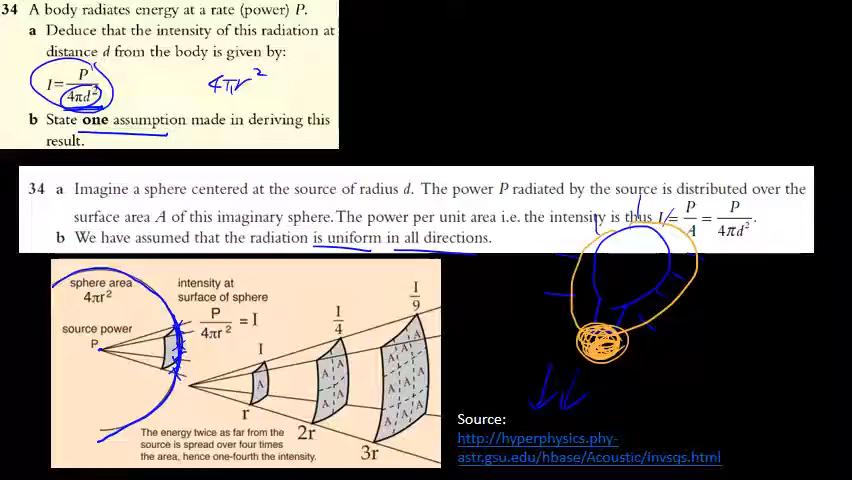 34 A body radiates energy at a rate (power) P.
a Deduce that the intensity of this radiation at
distance d from the body is given by:
I = P / 4πd²
4πr²
b State one assumption made in deriving this
result.
34 a Imagine a sphere centered at the source of radius d. The power P radiated by the source is distributed over the
surface area A of this imaginary sphere. The power per unit area i.e. the intensity is thus I = P / A = P / 4πd².
b We have assumed that the radiation is uniform in all directions.
sphere area
4πr²
source power
P
intensity at
surface of sphere
P / 4πr² = I
I
I / 4
I / 9
A
A A
A A
A A A
A A A
A A A
r
2r
3r
The energy twice as far from the
source is spread over four times
the area, hence one-fourth the intensity.
Source:
http://hyperphysics.phy-
astr.gsu.edu/hbase/Acoustic/invsqs.html